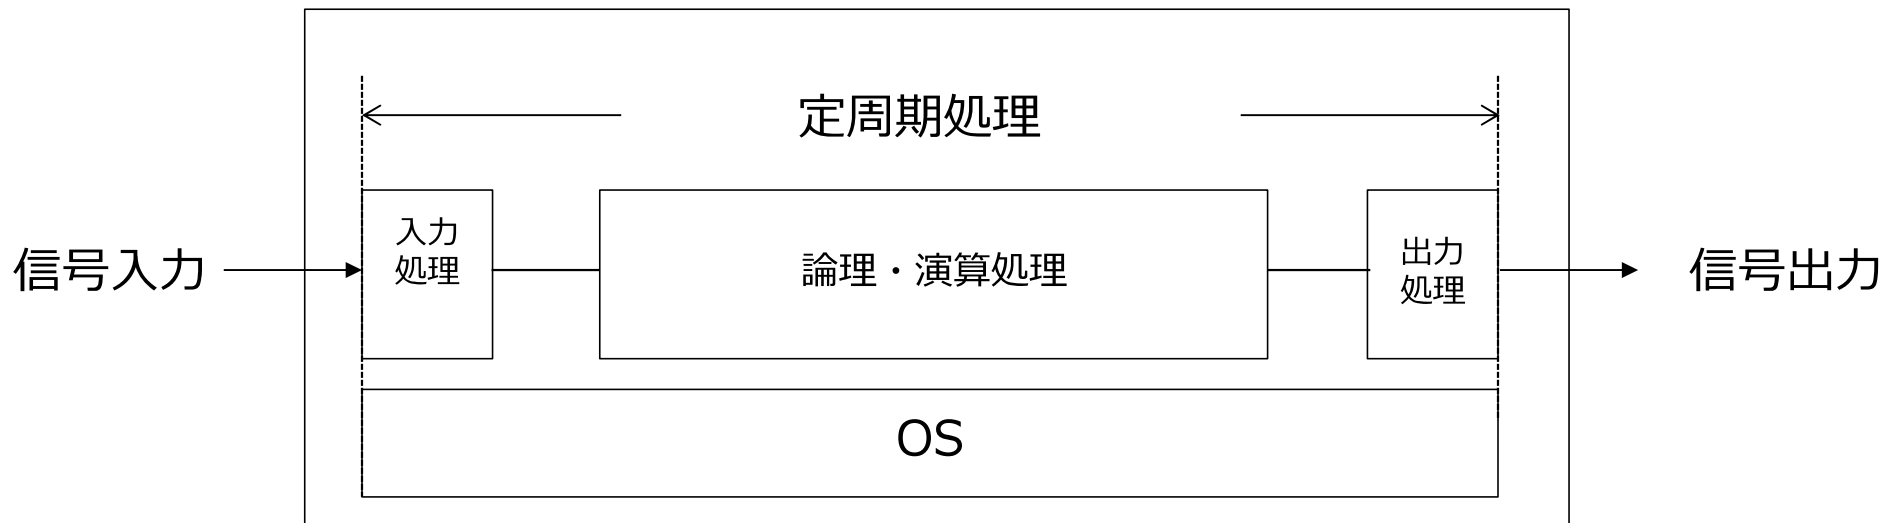 定周期処理
信号入力
入力
処理
論理・演算処理
出力
処理
信号出力
OS